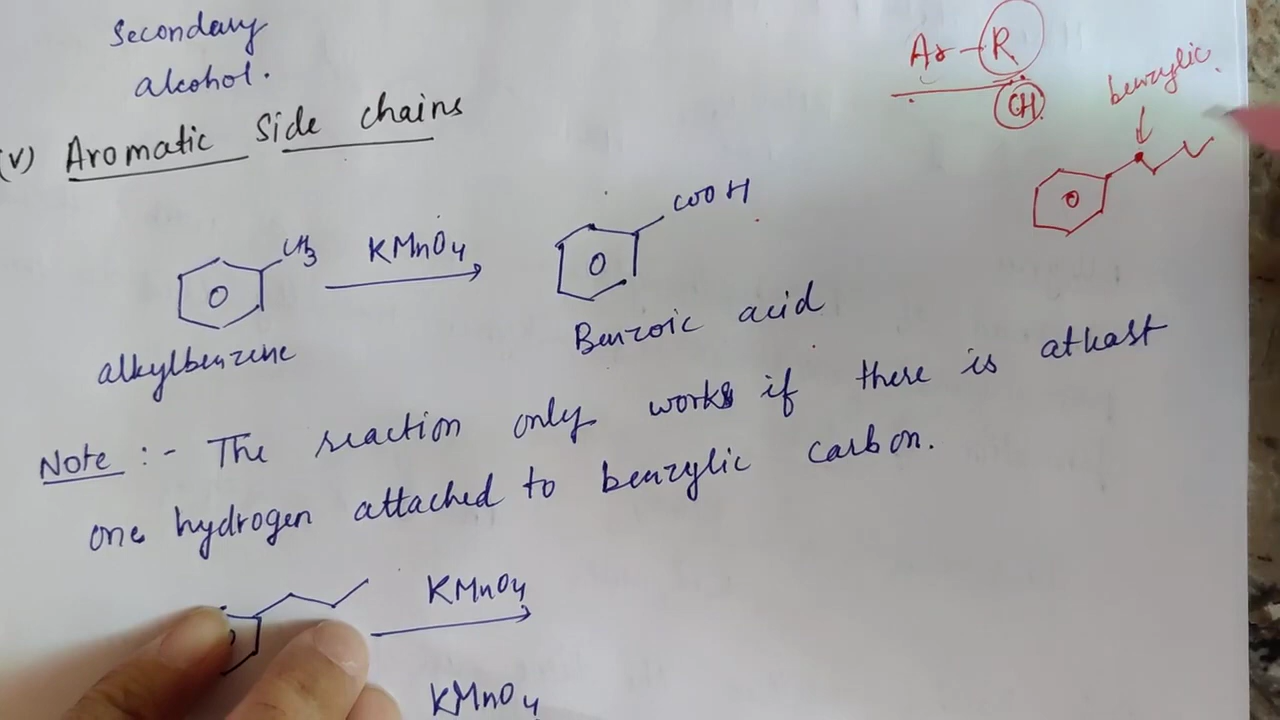 Secondary
alcohol.
Ar-R
CH
benzylic
(V) Aromatic Side chains
CH3
KMnO4
COOH
alkylbenzene
Benzoic acid
Note :- The reaction only works if there is atleast
one hydrogen attached to benzylic carbon.
KMnO4
KMnO4